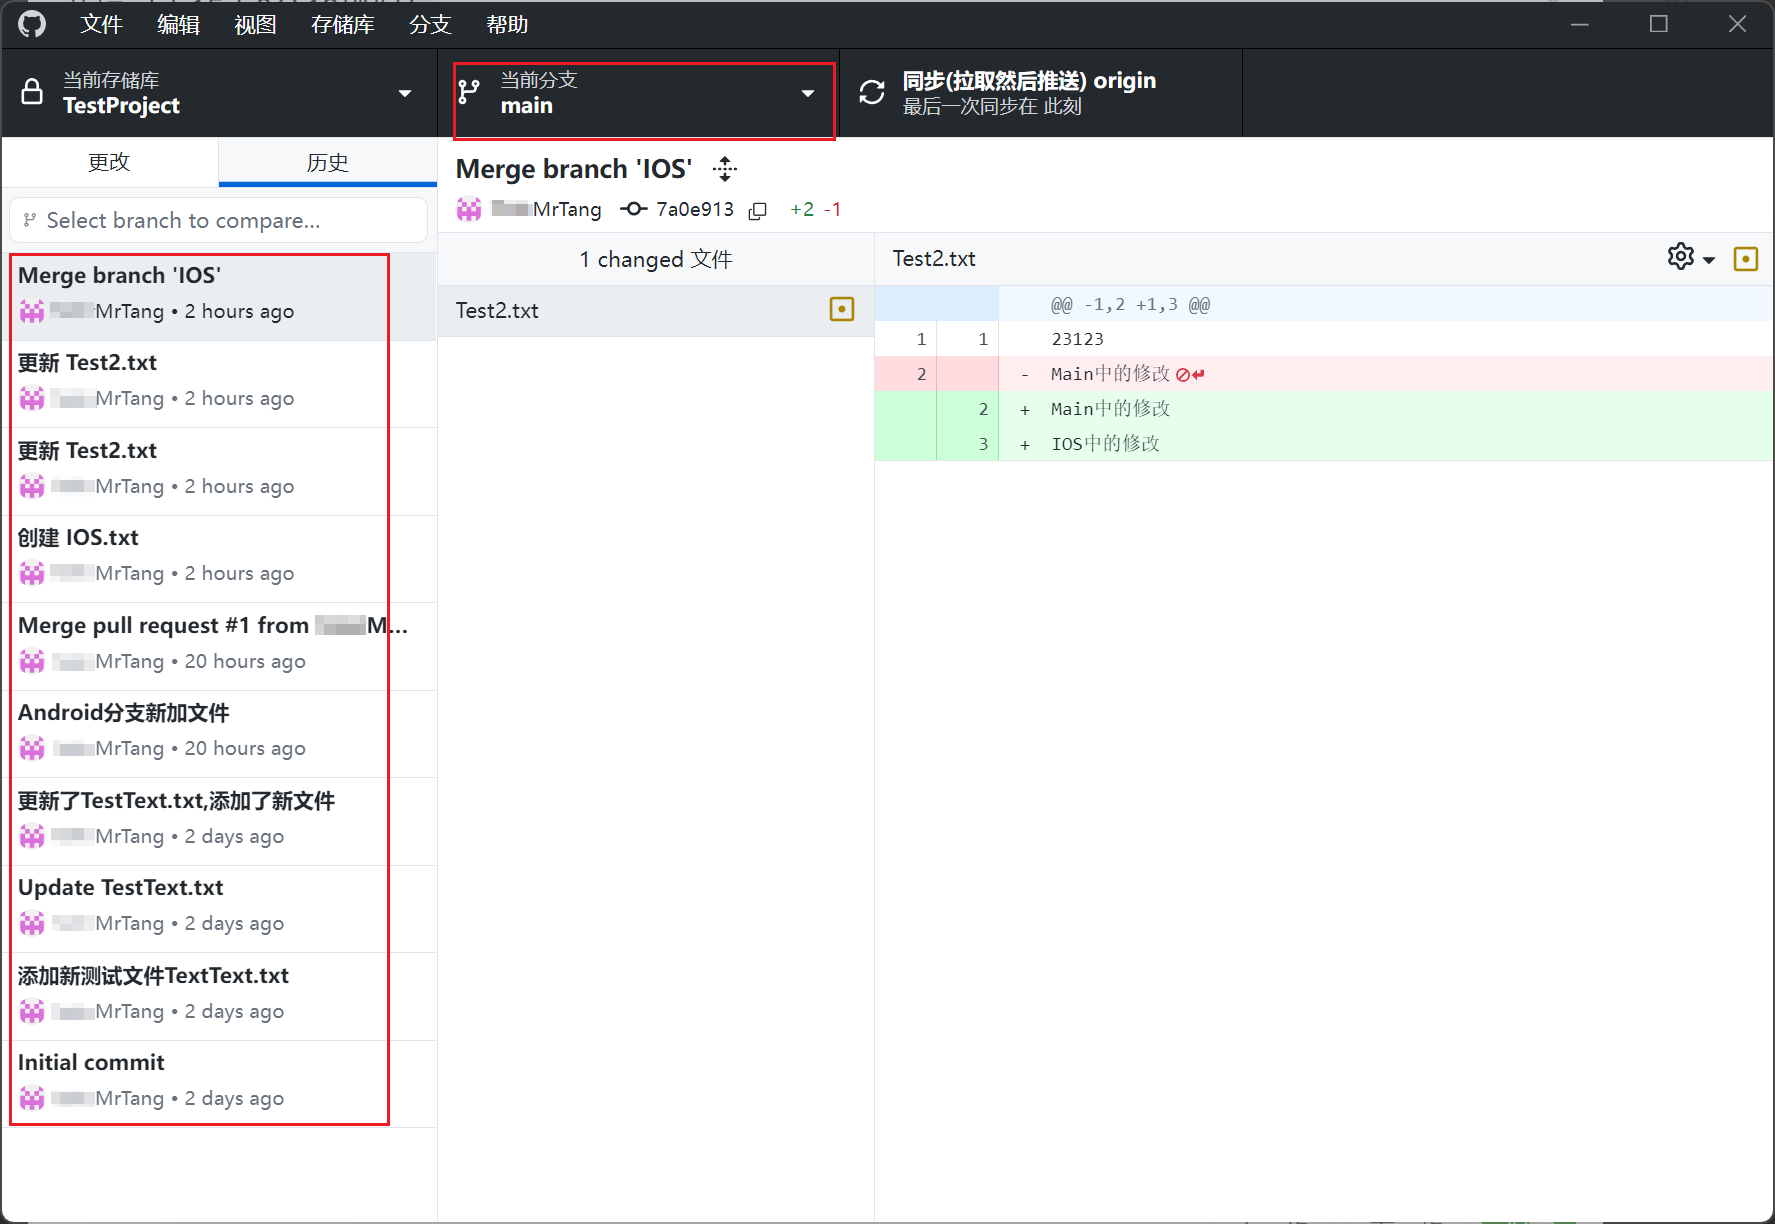 文件 编辑 视图 存储库 分支 帮助
当前存储库
TestProject
当前分支
main
同步(拉取然后推送) origin
最后一次同步在 此刻
更改 历史
Select branch to compare...
Merge branch 'IOS'
MrTang • 2 hours ago
更新 Test2.txt
MrTang • 2 hours ago
更新 Test2.txt
MrTang • 2 hours ago
创建 IOS.txt
MrTang • 2 hours ago
Merge pull request #1 from M...
MrTang • 20 hours ago
Android分支新加文件
MrTang • 20 hours ago
更新了TestText.txt,添加了新文件
MrTang • 2 days ago
Update TestText.txt
MrTang • 2 days ago
添加新测试文件TextText.txt
MrTang • 2 days ago
Initial commit
MrTang • 2 days ago
Merge branch 'IOS'
MrTang 7a0e913 +2 -1
1 changed 文件
Test2.txt
Test2.txt
@@ -1,2 +1,3 @@
1 1 23123
2 - Main中的修改
2 + Main中的修改
3 + IOS中的修改